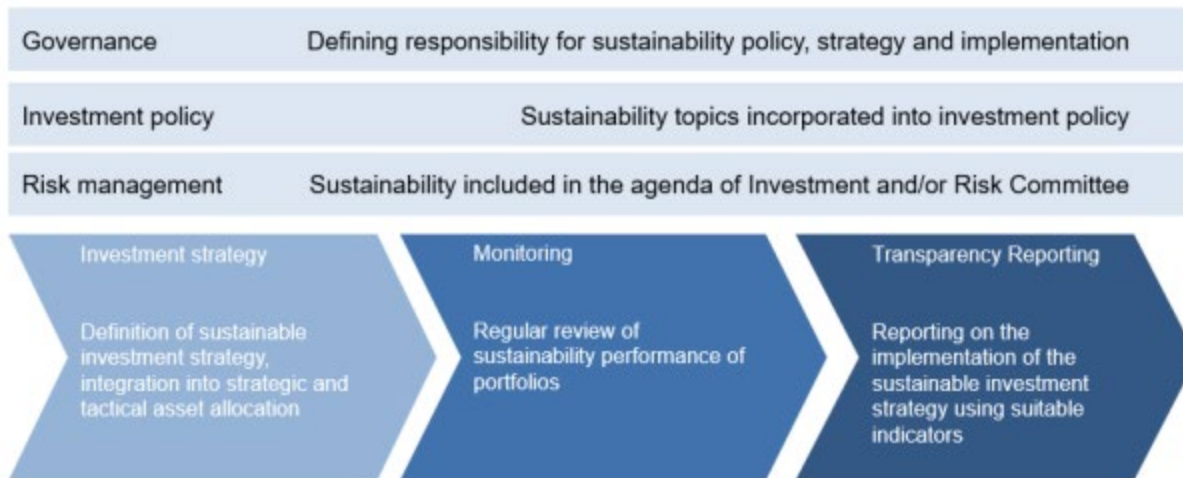 Governance Defining responsibility for sustainability policy, strategy and implementation
Investment policy Sustainability topics incorporated into investment policy
Risk management Sustainability included in the agenda of Investment and/or Risk Committee
Investment strategy
Definition of sustainable
investment strategy,
integration into strategic and
tactical asset allocation
Monitoring
Regular review of
sustainability performance of
portfolios
Transparency Reporting
Reporting on the
implementation of the
sustainable investment
strategy using suitable
indicators